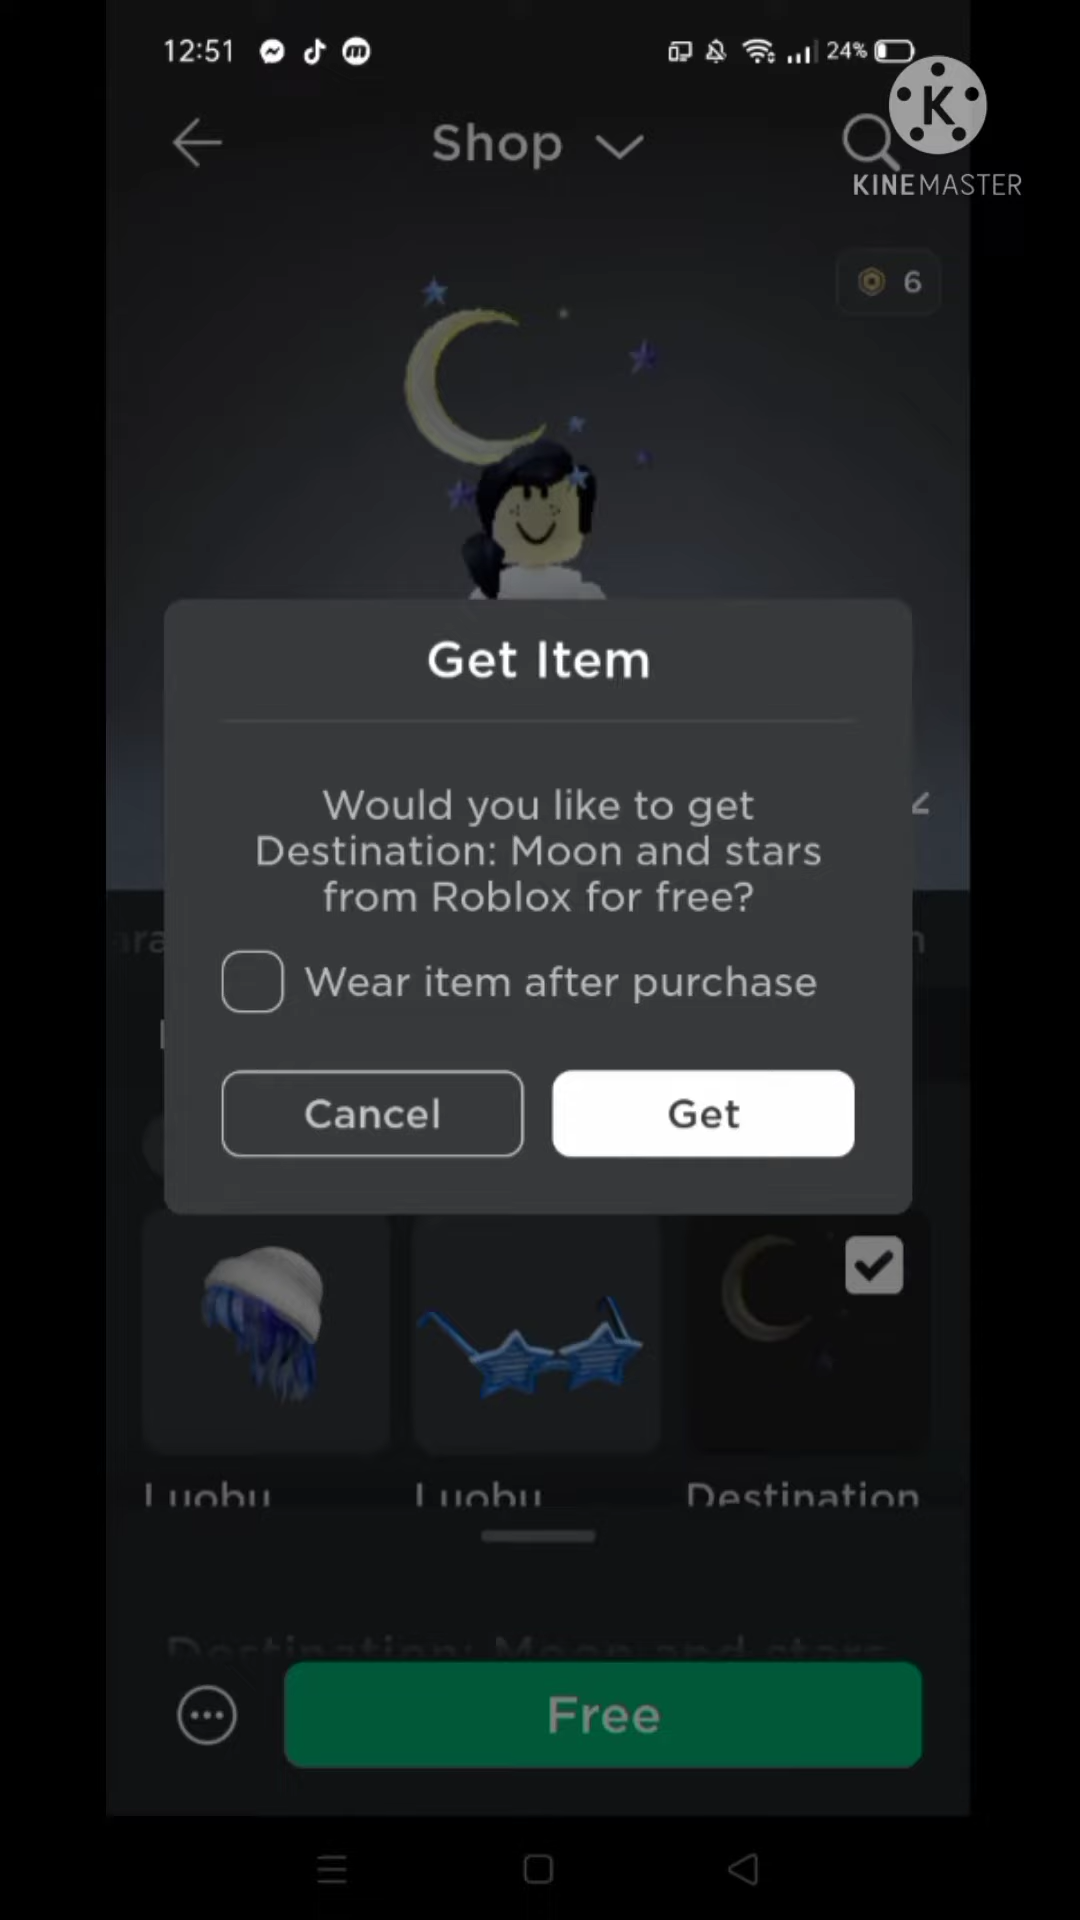 12:51
24%
K
KINEMASTER
Shop
6
Get Item
Would you like to get
Destination: Moon and stars
from Roblox for free?
Wear item after purchase
Cancel
Get
Luobu
Luobu
Destination
Destination: Moon and stars
Free